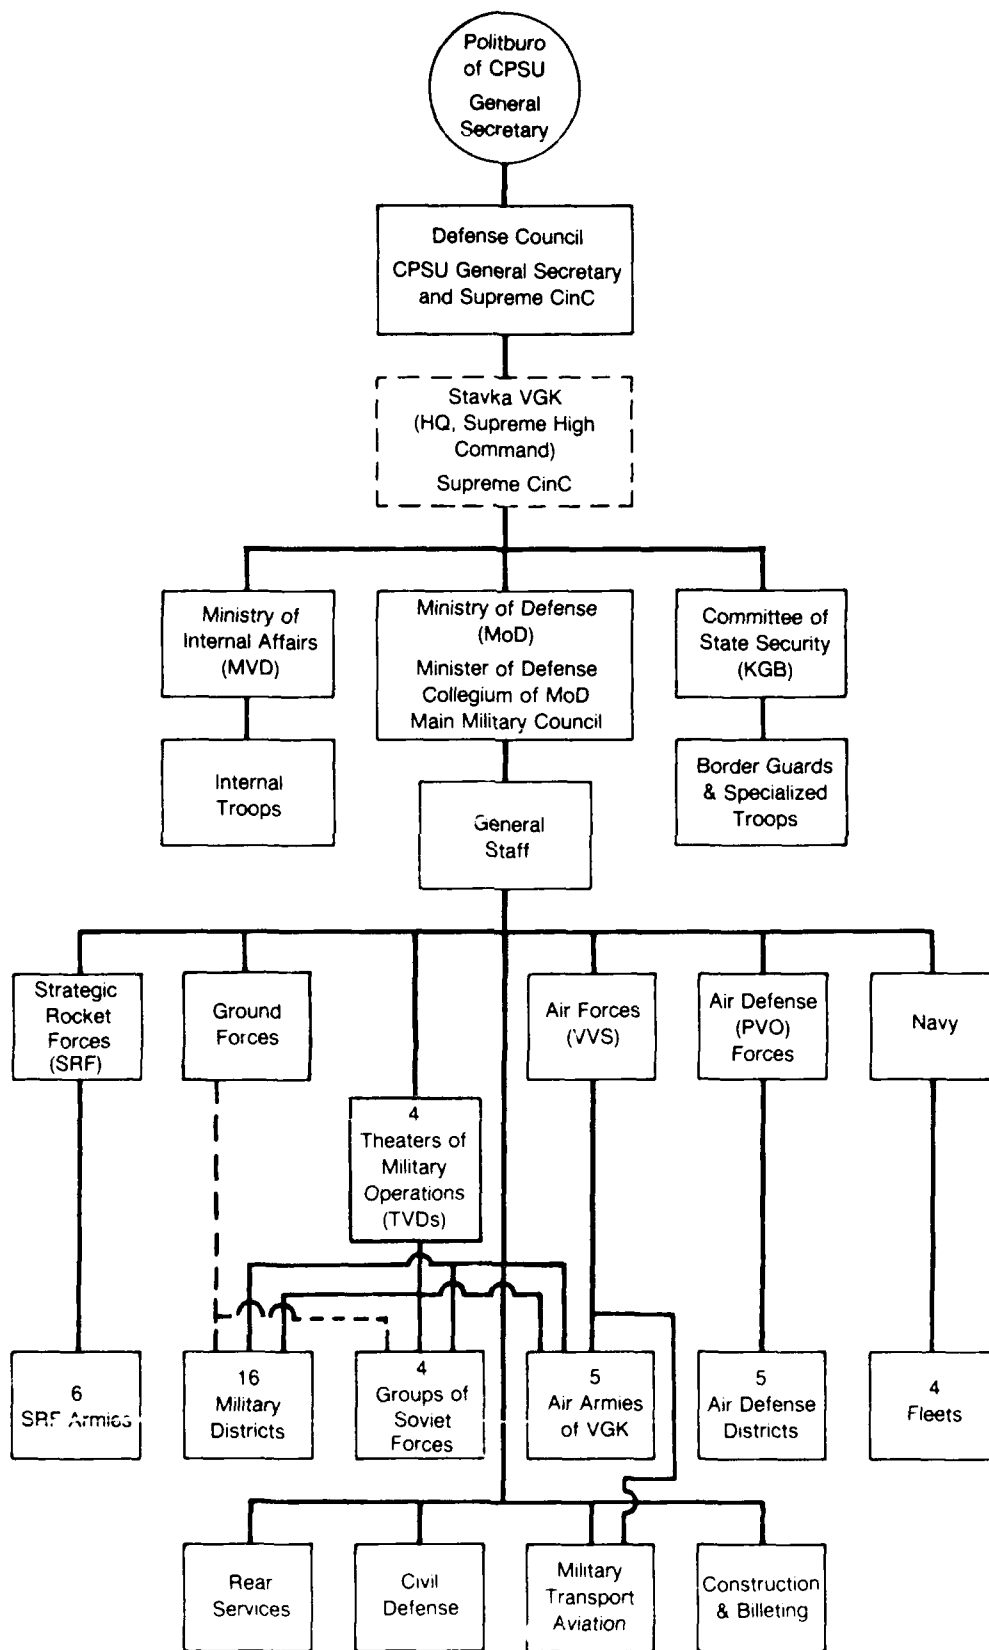 Politburo
of CPSU
General
Secretary
Defense Council
CPSU General Secretary
and Supreme CinC
Stavka VGK
(HQ, Supreme High
Command)
Supreme CinC
Ministry of
Internal Affairs
(MVD)
Ministry of Defense
(MoD)
Minister of Defense
Collegium of MoD
Main Military Council
Committee of
State Security
(KGB)
Internal
Troops
Border Guards
& Specialized
Troops
General
Staff
Strategic
Rocket
Forces
(SRF)
Ground
Forces
Air Forces
(VVS)
Air Defense
(PVO)
Forces
Navy
4
Theaters of
Military
Operations
(TVDs)
6
SRF Armies
16
Military
Districts
4
Groups of
Soviet
Forces
5
Air Armies
of VGK
5
Air Defense
Districts
4
Fleets
Rear
Services
Civil
Defense
Military
Transport
Aviation
Construction
& Billeting